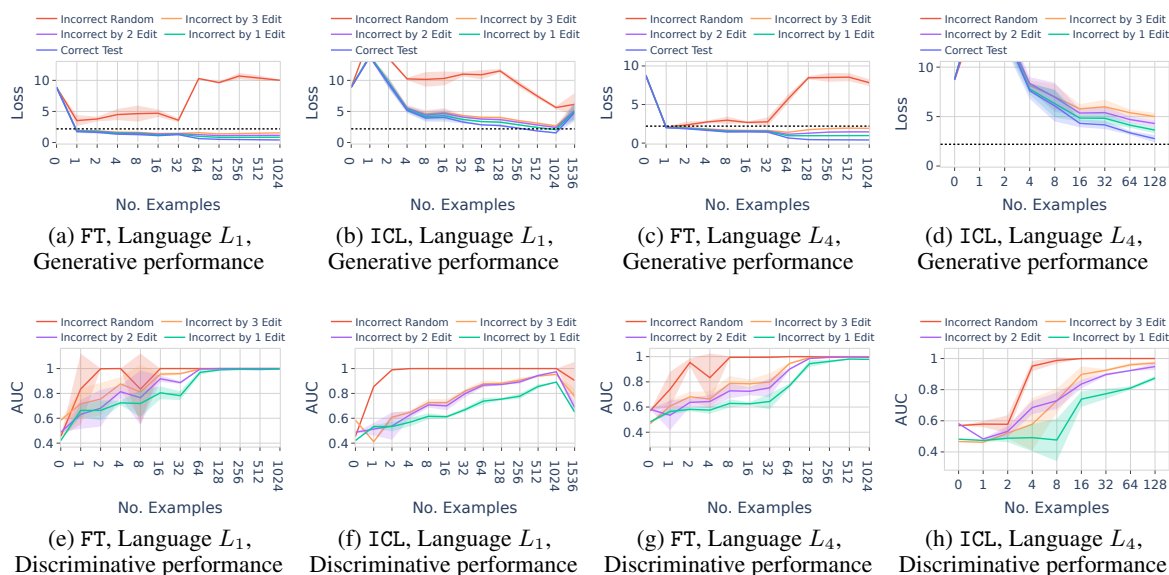 Incorrect Random Incorrect by 3 Edit
Incorrect by 2 Edit Incorrect by 1 Edit
Correct Test
10
5
0
Loss
0 1 2 4 8 16 32 64 128 256 512 1024
No. Examples
(a) FT, Language L₁,
Generative performance
Incorrect Random Incorrect by 3 Edit
Incorrect by 2 Edit Incorrect by 1 Edit
Correct Test
10
5
0
Loss
0 1 2 4 8 16 32 64 128 256 512 1024 1536
No. Examples
(b) ICL, Language L₁,
Generative performance
Incorrect Random Incorrect by 3 Edit
Incorrect by 2 Edit Incorrect by 1 Edit
Correct Test
10
5
0
Loss
0 1 2 4 8 16 32 64 128 256 512 1024
No. Examples
(c) FT, Language L₄,
Generative performance
Incorrect Random Incorrect by 3 Edit
Incorrect by 2 Edit Incorrect by 1 Edit
Correct Test
10
5
0
Loss
0 1 2 4 8 16 32 64 128
No. Examples
(d) ICL, Language L₄,
Generative performance
Incorrect Random Incorrect by 3 Edit
Incorrect by 2 Edit Incorrect by 1 Edit
1
0.8
0.6
0.4
AUC
0 1 2 4 8 16 32 64 128 256 512 1024
No. Examples
(e) FT, Language L₁,
Discriminative performance
Incorrect Random Incorrect by 3 Edit
Incorrect by 2 Edit Incorrect by 1 Edit
1
0.8
0.6
0.4
AUC
0 1 2 4 8 16 32 64 128 256 512 1024 1536
No. Examples
(f) ICL, Language L₁,
Discriminative performance
Incorrect Random Incorrect by 3 Edit
Incorrect by 2 Edit Incorrect by 1 Edit
1
0.8
0.6
0.4
AUC
0 1 2 4 8 16 32 64 128 256 512 1024
No. Examples
(g) FT, Language L₄,
Discriminative performance
Incorrect Random Incorrect by 3 Edit
Incorrect by 2 Edit Incorrect by 1 Edit
1
0.8
0.6
0.4
AUC
0 1 2 4 8 16 32 64 128
No. Examples
(h) ICL, Language L₄,
Discriminative performance